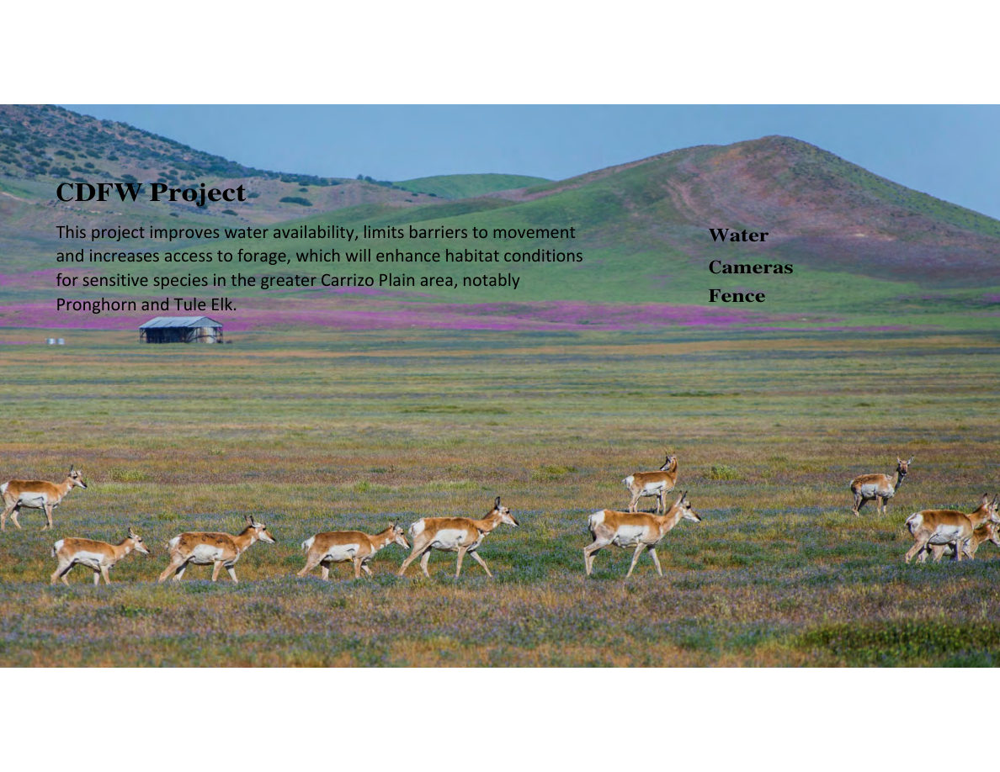 CDFW Project
This project improves water availability, limits barriers to movement
and increases access to forage, which will enhance habitat conditions
for sensitive species in the greater Carrizo Plain area, notably
Pronghorn and Tule Elk.
Water
Cameras
Fence